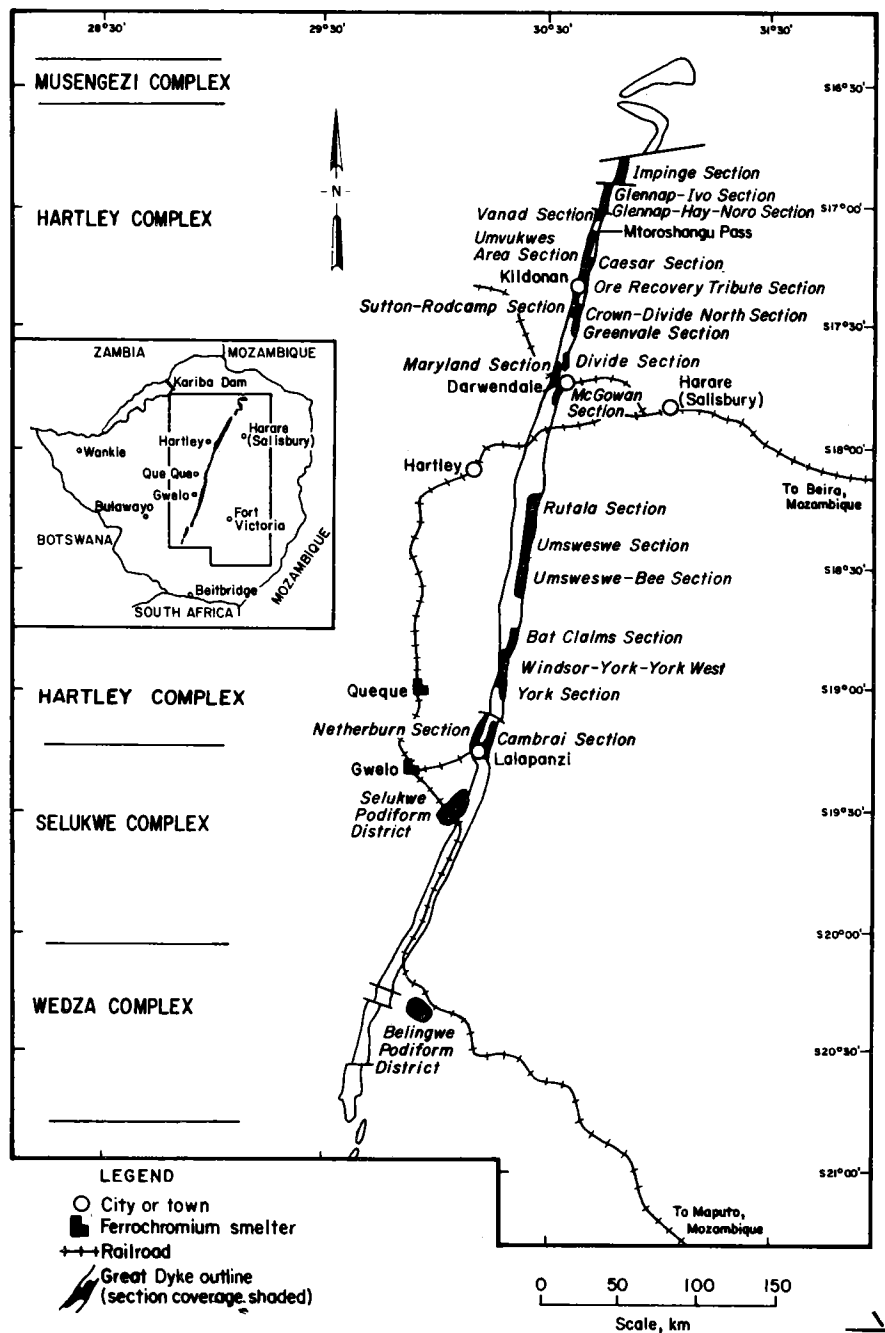 28°30'
29°30'
30°30'
31°30'
MUSENGEZI COMPLEX
S16°30'
Impinge Section
N
Glennap-Ivo Section
HARTLEY COMPLEX
Vanad Section
Glennap-Hay-Noro Section
S17°00'
Mtoroshangu Pass
Umvukwes
Area Section
Caesar Section
Kildonan
Ore Recovery Tribute Section
Sutton-Rodcamp Section
Crown-Divide North Section
S17°30'
Greenvale Section
Maryland Section
Divide Section
Darwendale
McGowan
Section
Harare
(Salisbury)
S18°00'
Hartley
To Beira,
Mozambique
Rutala Section
Umsweswe Section
S18°30'
Umsweswe-Bee Section
Bat Claims Section
Windsor-York-York West
York Section
S19°00'
HARTLEY COMPLEX
Queque
Netherburn Section
Cambrai Section
Lalapanzi
Gwelo
Selukwe
Podiform
District
S19°30'
SELUKWE COMPLEX
S20°00'
WEDZA COMPLEX
Belingwe
Podiform
District
S20°30'
S21°00'
To Maputo,
Mozambique
ZAMBIA
MOZAMBIQUE
Kariba Dam
Hartley
Harare
(Salisbury)
Wankie
Que Que
Gwelo
Bulawayo
Fort
Victoria
BOTSWANA
MOZAMBIQUE
Beitbridge
SOUTH AFRICA
LEGEND
City or town
Ferrochromium smelter
Railroad
Great Dyke outline
(section coverage shaded)
0 50 100 150
Scale, km